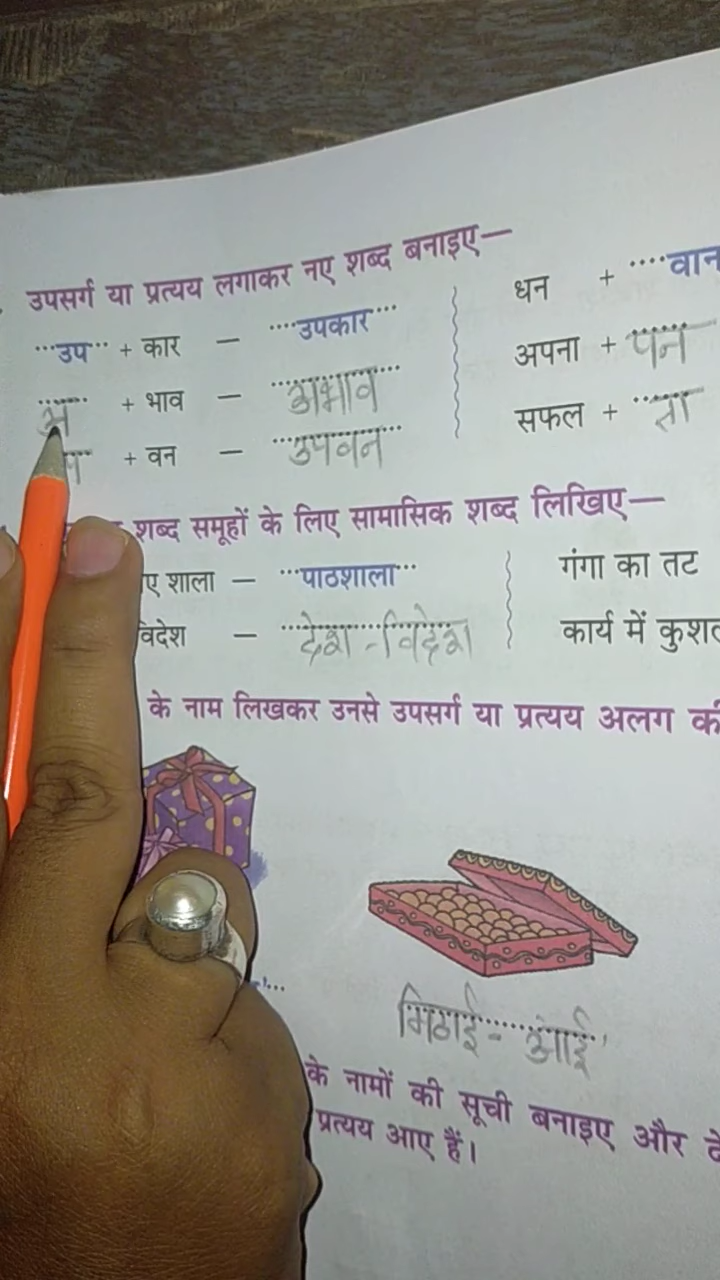 उपसर्ग या प्रत्यय लगाकर नए शब्द बनाइए—
....उप.... + कार – ....उपकार....
अ + भाव – अभाव
+ वन – उपवन
धन + ....वान
अपना + पन
सफल + ता
शब्द समूहों के लिए सामासिक शब्द लिखिए—
शाला – ....पाठशाला....
विदेश – देश-विदेश
गंगा का तट
कार्य में
के नाम लिखकर उनसे उपसर्ग या प्रत्यय अलग
मिठाई - आई
के नामों की सूची बनाइए और
प्रत्यय आए हैं।